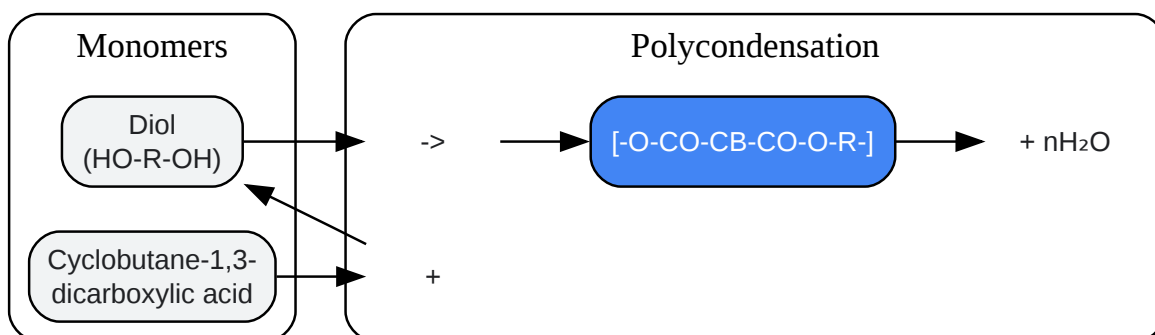 Monomers
Polycondensation
Diol
(HO-R-OH)
->
[-O-CO-CB-CO-O-R-]
+ nH₂O
Cyclobutane-1,3-
dicarboxylic acid
+